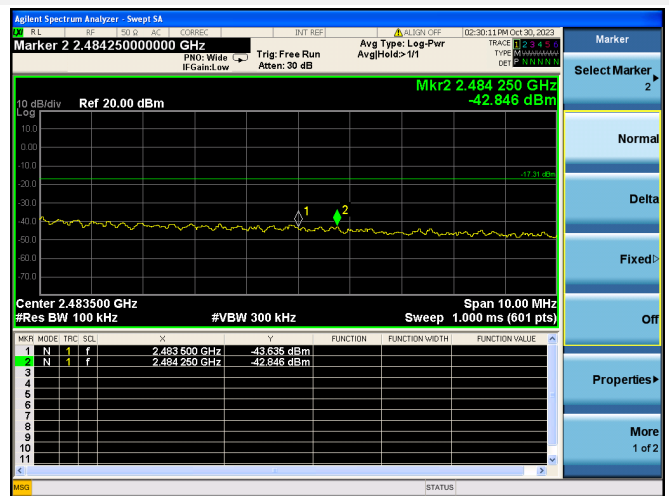 Agilent Spectrum Analyzer - Swept SA
LXI RL RF 50 Ω AC CORREC INT REF ALIGN OFF 02:30:11 PM Oct 30, 2023
Marker 2 2.484250000000 GHz
PNO: Wide
IFGain:Low
Trig: Free Run
Atten: 30 dB
Avg Type: Log-Pwr
Avg|Hold:> 1/1
TRACE 1 2 3 4 5 6
TYPE M WWWWW
DET P N N N N N
Mkr2 2.484 250 GHz
-42.846 dBm
10 dB/div Ref 20.00 dBm
Log
10.0
0.00
-10.0
-17.31 dBm
-20.0
-30.0
1
2
-40.0
-50.0
-60.0
-70.0
Center 2.483500 GHz Span 10.00 MHz
#Res BW 100 kHz #VBW 300 kHz Sweep 1.000 ms (601 pts)
MKR MODE TRC SCL X Y FUNCTION FUNCTION WIDTH FUNCTION VALUE
1 N 1 f 2.483 500 GHz -43.635 dBm
2 N 1 f 2.484 250 GHz -42.846 dBm
3
4
5
6
7
8
9
10
11
MSG STATUS
Marker
Select Marker
2
Normal
Delta
Fixed
Off
Properties
More
1 of 2